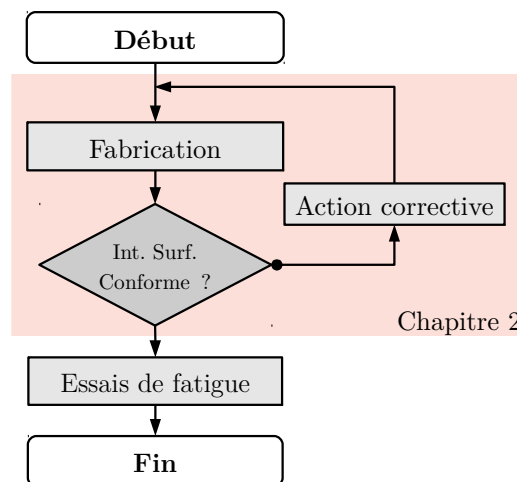 Début
Fabrication
Action corrective
Int. Surf.
Conforme ?
Chapitre 2
Essais de fatigue
Fin